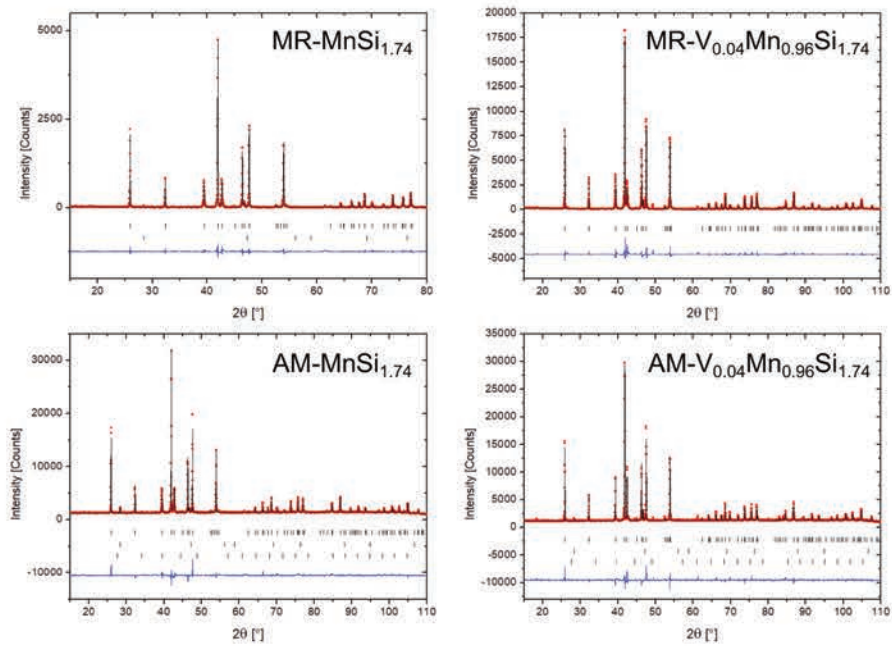 MR-MnSi1.74
Intensity [Counts]
5000
2500
0
20 30 40 50 60 70 80
2θ [°]
MR-V0.04Mn0.96Si1.74
Intensity [Counts]
20000
17500
15000
12500
10000
7500
5000
2500
0
-2500
-5000
20 30 40 50 60 70 80 90 100 110
2θ [°]
AM-MnSi1.74
Intensity [Counts]
30000
20000
10000
0
-10000
20 30 40 50 60 70 80 90 100 110
2θ [°]
AM-V0.04Mn0.96Si1.74
Intensity [Counts]
35000
30000
25000
20000
15000
10000
5000
0
-5000
-10000
20 30 40 50 60 70 80 90 100 110
2θ [°]